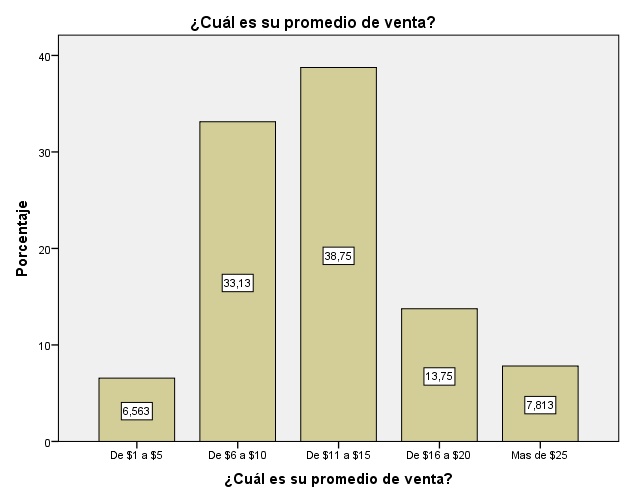 ¿Cuál es su promedio de venta?
Porcentaje
40
30
20
10
0
6,563
33,13
38,75
13,75
7,813
De $1 a $5
De $6 a $10
De $11 a $15
De $16 a $20
Mas de $25
¿Cuál es su promedio de venta?